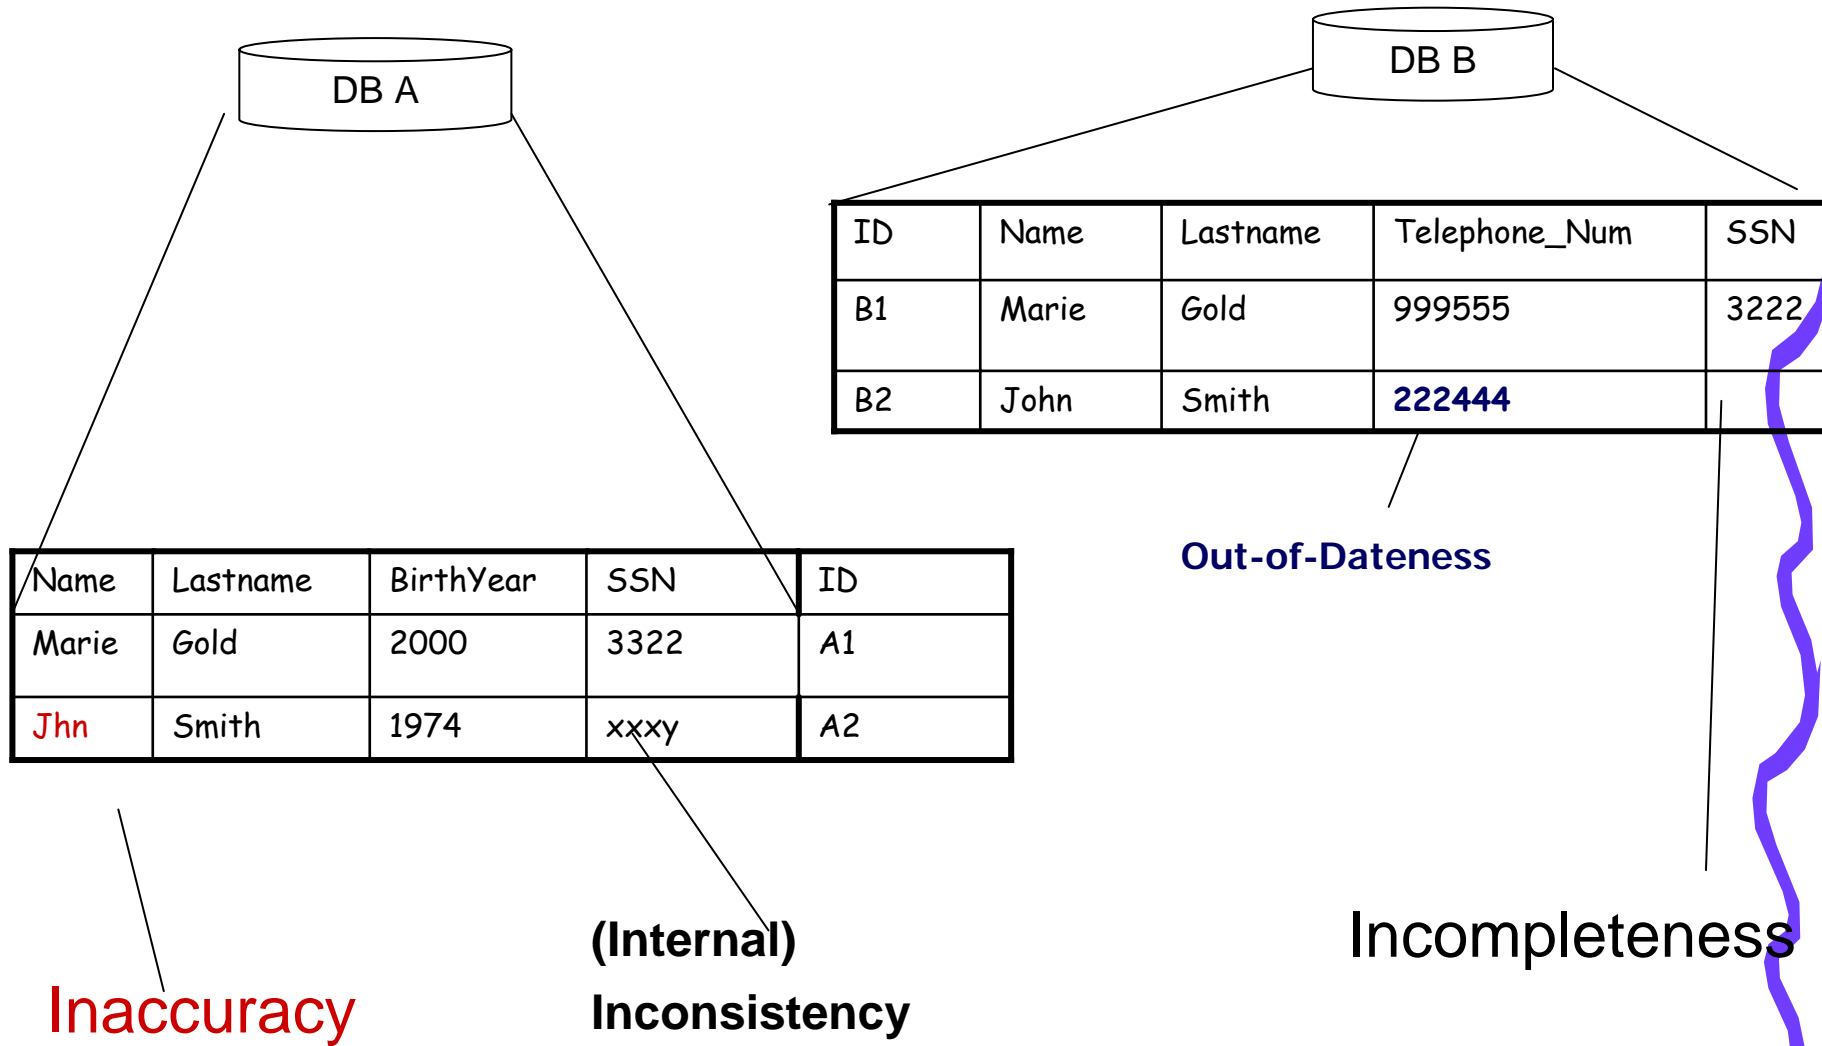 DB A
DB B
ID Name Lastname Telephone_Num SSN
B1 Marie Gold 999555 3222
B2 John Smith 222444
Out-of-Dateness
Name Lastname BirthYear SSN ID
Marie Gold 2000 3322 A1
Jhn Smith 1974 xxxy A2
Inaccuracy
(Internal)
Inconsistency
Incompleteness